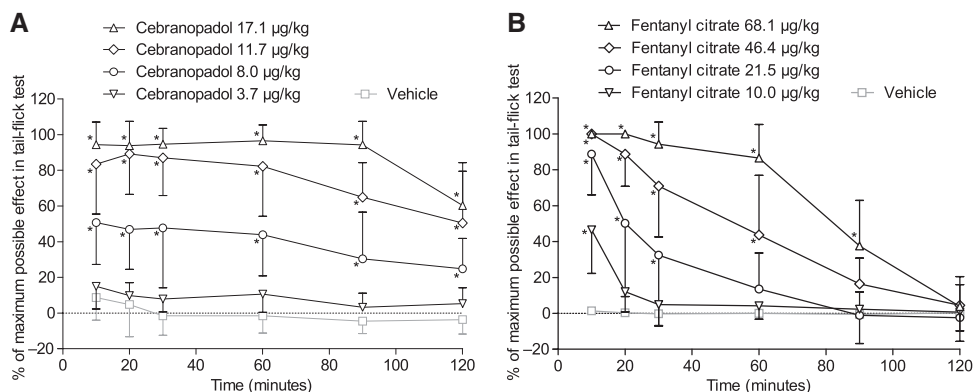 A
Cebranopadol 17.1 µg/kg
Cebranopadol 11.7 µg/kg
Cebranopadol 8.0 µg/kg
Cebranopadol 3.7 µg/kg
Vehicle
% of maximum possible effect in tail-flick test
120
100
80
60
40
20
0
–20
0 20 40 60 80 100 120
Time (minutes)
* * * * * *
* * * * * *
* * * * * *
B
Fentanyl citrate 68.1 µg/kg
Fentanyl citrate 46.4 µg/kg
Fentanyl citrate 21.5 µg/kg
Fentanyl citrate 10.0 µg/kg
Vehicle
% of maximum possible effect in tail-flick test
120
100
80
60
40
20
0
–20
0 20 40 60 80 100 120
Time (minutes)
* * * *
* * * *
* * *
*